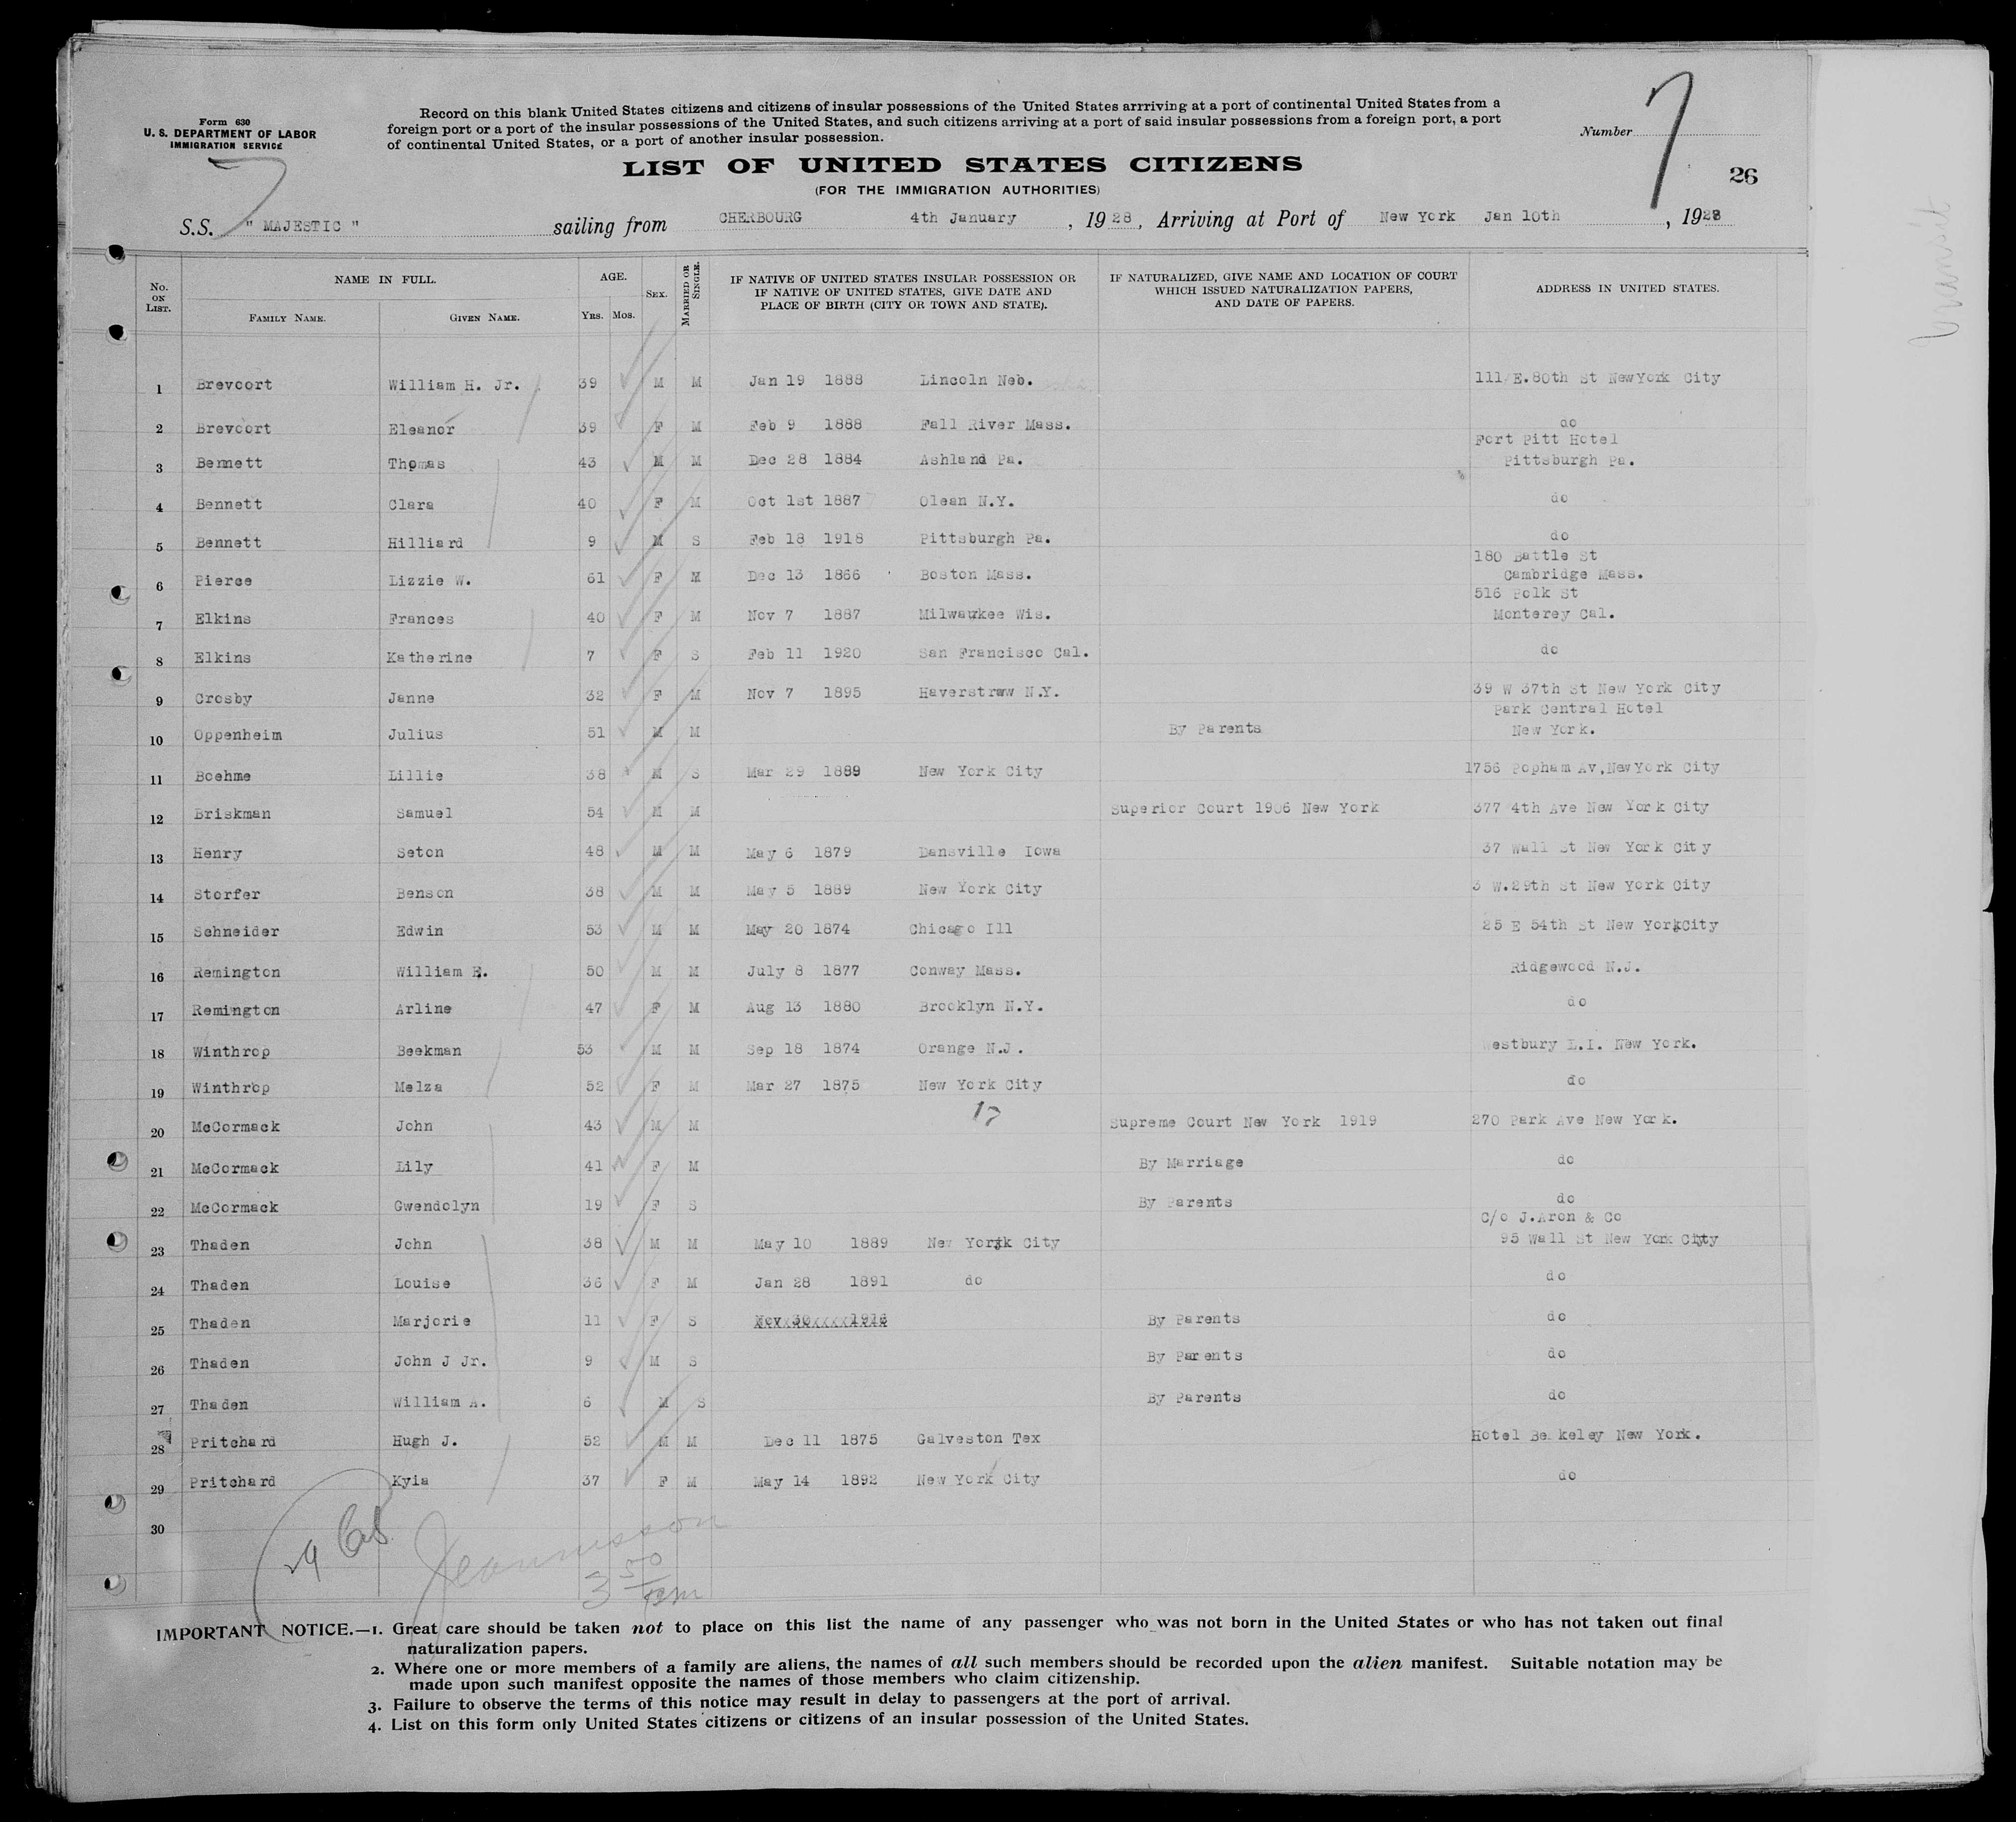 Form 630
U. S. DEPARTMENT OF LABOR
IMMIGRATION SERVICE
Record on this blank United States citizens and citizens of insular possessions of the United States arrriving at a port of continental United States from a
foreign port or a port of the insular possessions of the United States, and such citizens arriving at a port of said insular possessions from a foreign port, a port
of continental United States, or a port of another insular possession.
Number 7
LIST OF UNITED STATES CITIZENS
(FOR THE IMMIGRATION AUTHORITIES)
26
S.S. " MAJESTIC " sailing from CHERBOURG 4th January , 1928 , Arriving at Port of New York Jan 10th , 1928
No. ON LIST. NAME IN FULL. FAMILY NAME. GIVEN NAME. AGE. YRS. MOS. SEX. MARRIED OR SINGLE. IF NATIVE OF UNITED STATES INSULAR POSSESSION OR IF NATIVE OF UNITED STATES, GIVE DATE AND PLACE OF BIRTH (CITY OR TOWN AND STATE). IF NATURALIZED, GIVE NAME AND LOCATION OF COURT WHICH ISSUED NATURALIZATION PAPERS, AND DATE OF PAPERS. ADDRESS IN UNITED STATES.
1 Brevoort William H. Jr. 39 M M Jan 19 1888 Lincoln Neb. 111 E.80th St NewYork City
2 Brevoort Eleanor 39 F M Feb 9 1888 Fall River Mass. do
Fort Pitt Hotel
3 Bennett Thomas 43 M M Dec 28 1884 Ashland Pa. Pittsburgh Pa.
4 Bennett Clara 40 F M Oct 1st 1887 Olean N.Y. do
5 Bennett Hilliard 9 M S Feb 18 1918 Pittsburgh Pa. do
180 Battle St
6 Pierce Lizzie W. 61 F M Dec 13 1866 Boston Mass. Cambridge Mass.
516 Polk St
7 Elkins Frances 40 F M Nov 7 1887 Milwaukee Wis. Monterey Cal.
8 Elkins Katherine 7 F S Feb 11 1920 San Francisco Cal. do
9 Crosby Janne 32 F M Nov 7 1895 Haverstraw N.Y. 39 W 37th St New York City
Park Central Hotel
10 Oppenheim Julius 51 M M By Parents New York.
11 Boehme Lillie 38 M S Mar 29 1889 New York City 1756 Popham Av,NewYork City
12 Briskman Samuel 54 M M Superior Court 1906 New York 377 4th Ave New York City
13 Henry Seton 48 M M May 6 1879 Dansville Iowa 37 Wall St New York City
14 Storfer Benson 38 M M May 5 1889 New York City 3 W.29th St New York City
15 Schneider Edwin 53 M M May 20 1874 Chicago Ill 25 E 54th St New York City
16 Remington William E. 50 M M July 8 1877 Conway Mass. Ridgewood N.J.
17 Remington Arline 47 F M Aug 13 1880 Brooklyn N.Y. do
18 Winthrop Beekman 53 M M Sep 18 1874 Orange N.J. Westbury L.I. New York.
19 Winthrop Melza 52 F M Mar 27 1875 New York City do
17
20 McCormack John 43 M M Supreme Court New York 1919 270 Park Ave New York.
21 McCormack Lily 41 F M By Marriage do
22 McCormack Gwendolyn 19 F S By Parents do
C/o J.Aron & Co
23 Thaden John 38 M M May 10 1889 New York City 95 Wall St New York City
24 Thaden Louise 36 F M Jan 28 1891 do do
25 Thaden Marjorie 11 F S Nov 30 1916 By Parents do
26 Thaden John J Jr. 9 M S By Parents do
27 Thaden William A. 6 M S By Parents do
28 Pritchard Hugh J. 52 M M Dec 11 1875 Galveston Tex Hotel Berkeley New York.
29 Pritchard Kyia 37 F M May 14 1892 New York City do
30
IMPORTANT NOTICE.—1. Great care should be taken not to place on this list the name of any passenger who was not born in the United States or who has not taken out final
naturalization papers.
2. Where one or more members of a family are aliens, the names of all such members should be recorded upon the alien manifest. Suitable notation may be
made upon such manifest opposite the names of those members who claim citizenship.
3. Failure to observe the terms of this notice may result in delay to passengers at the port of arrival.
4. List on this form only United States citizens or citizens of an insular possession of the United States.